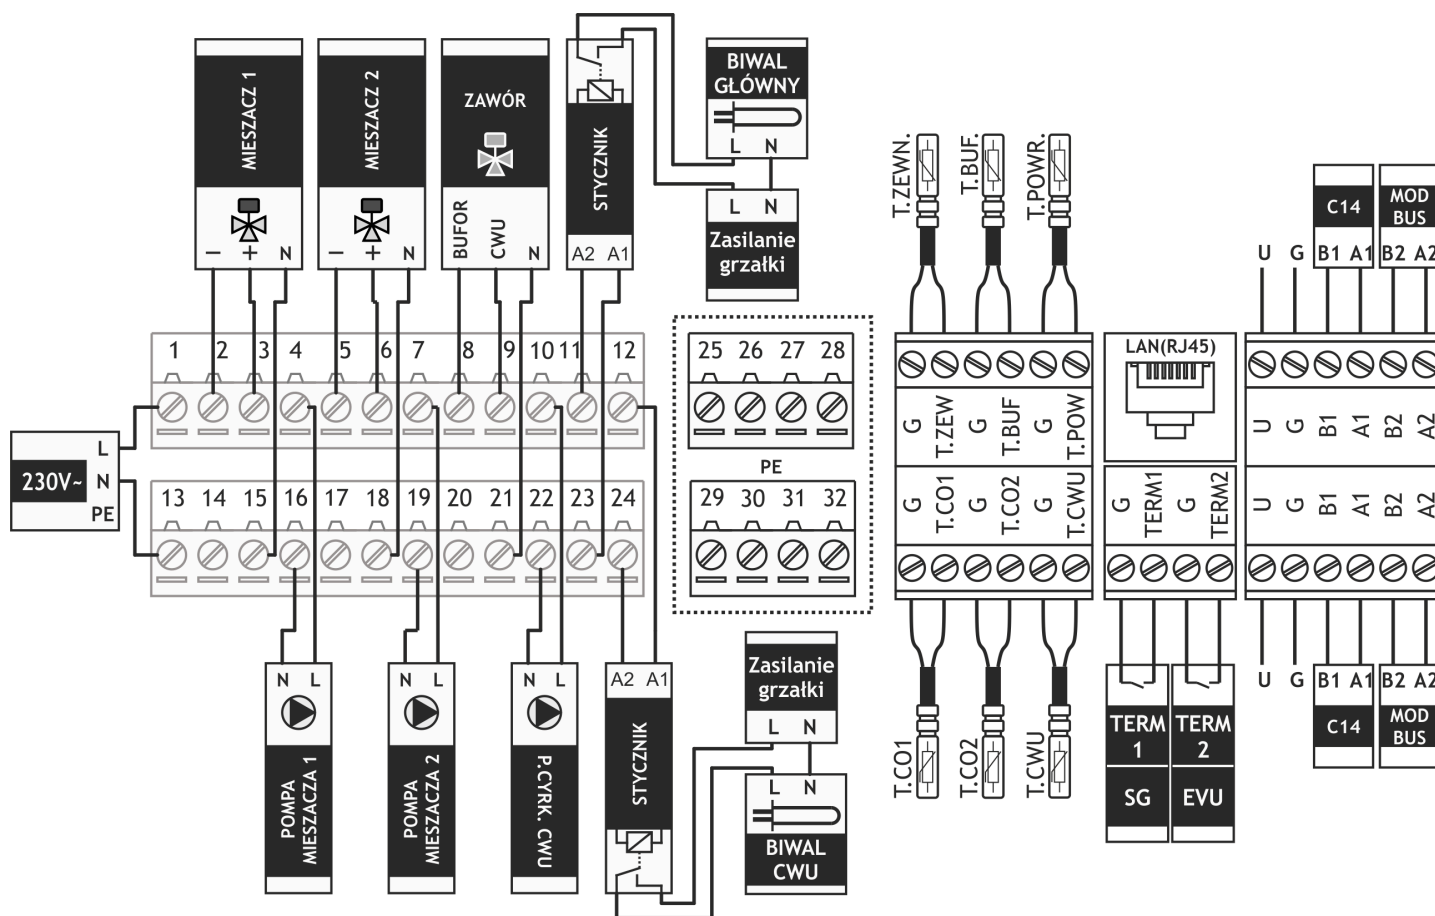 MIESZACZ 1
− + N
MIESZACZ 2
− + N
ZAWÓR
BUFOR CWU N
STYCZNIK
A2 A1
BIWAL
GŁÓWNY
L N
L N
Zasilanie
grzałki
1 2 3 4 5 6 7 8 9 10 11 12
230V~
L
N
PE
13 14 15 16 17 18 19 20 21 22 23 24
25 26 27 28
PE
29 30 31 32
N L
POMPA
MIESZACZA 1
N L
POMPA
MIESZACZA 2
N L
P.CYRK. CWU
A2 A1
STYCZNIK
Zasilanie
grzałki
L N
L N
BIWAL
CWU
T.ZEWN.
T.BUF.
T.POWR.
G T.ZEW G T.BUF G T.POW
G T.CO1 G T.CO2 G T.CWU
T.CO1
T.CO2
T.CWU
LAN(RJ45)
G TERM1 G TERM2
TERM
1
SG
TERM
2
EVU
C14
MOD
BUS
U G B1 A1 B2 A2
U G B1 A1 B2 A2
U G B1 A1 B2 A2
U G B1 A1 B2 A2
C14
MOD
BUS